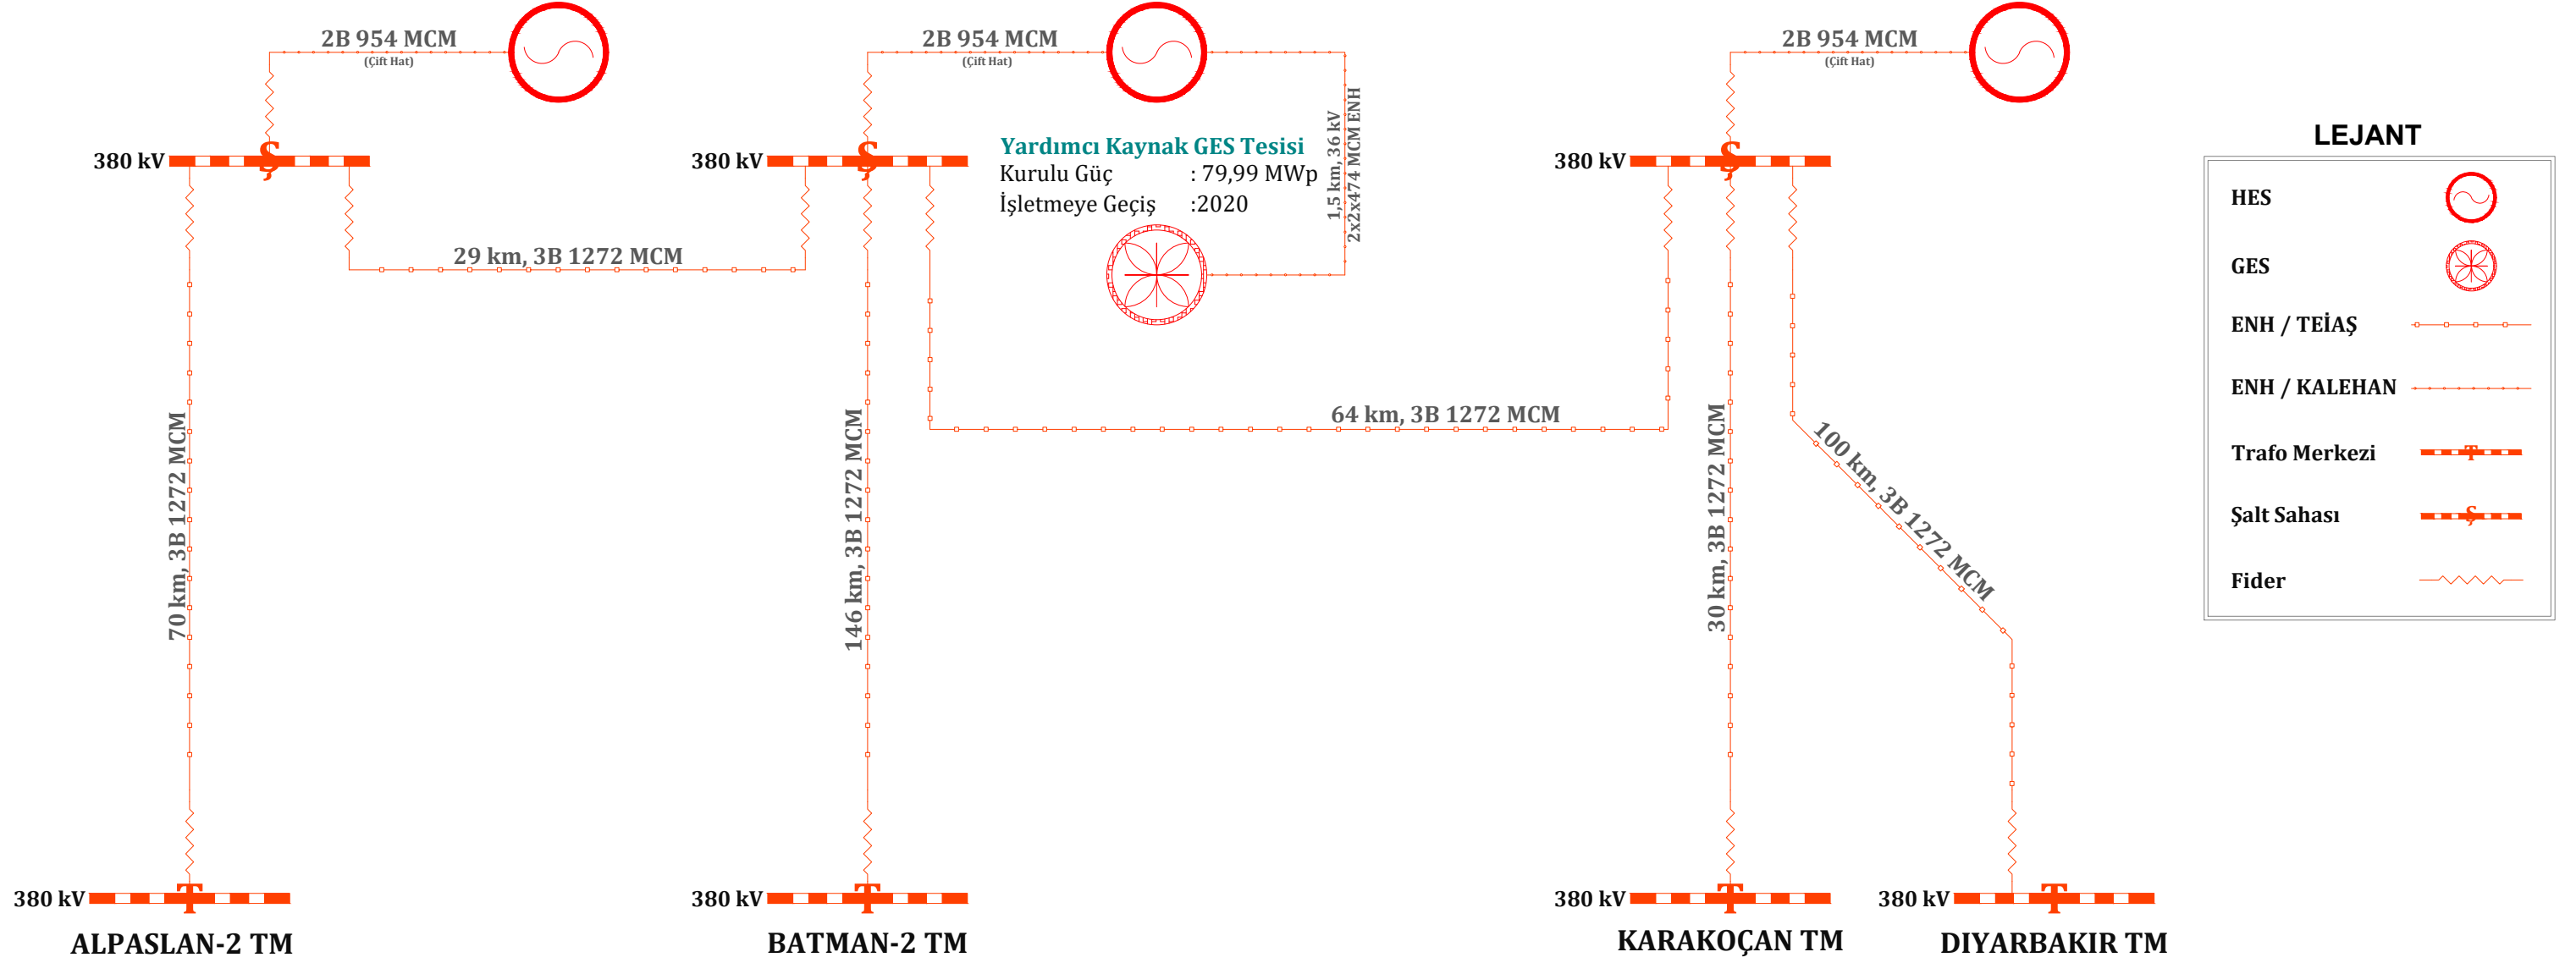 2B 954 MCM
(Çift Hat)
2B 954 MCM
(Çift Hat)
2B 954 MCM
(Çift Hat)
380 kV
Ş
380 kV
Ş
380 kV
Ş
Yardımcı Kaynak GES Tesisi
Kurulu Güç : 79,99 MWp
İşletmeye Geçiş :2020
1,5 km, 36 kV
2x2x474 MCM ENH
29 km, 3B 1272 MCM
64 km, 3B 1272 MCM
70 km, 3B 1272 MCM
146 km, 3B 1272 MCM
30 km, 3B 1272 MCM
100 km, 3B 1272 MCM
380 kV
T
380 kV
T
380 kV
T
380 kV
T
ALPASLAN-2 TM
BATMAN-2 TM
KARAKOÇAN TM
DIYARBAKIR TM
LEJANT
HES
GES
ENH / TEİAŞ
ENH / KALEHAN
Trafo Merkezi
T
Şalt Sahası
Ş
Fider